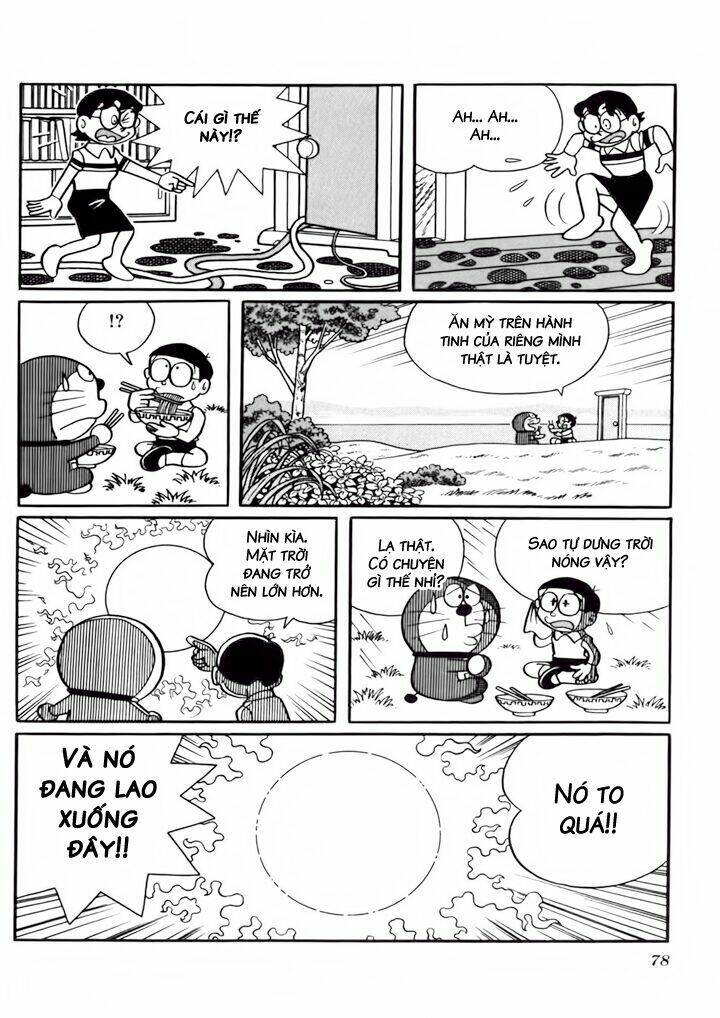 AH... AH...
AH...
CÁI GÌ THẾ
NÀY!?
ĂN MỲ TRÊN HÀNH
TINH CỦA RIÊNG MÌNH
THẬT LÀ TUYỆT.
!?
SAO TỰ DƯNG TRỜI
NÓNG VẬY?
LẠ THẬT.
CÓ CHUYỆN
GÌ THẾ NHỈ?
NHÌN KÌA.
MẶT TRỜI
ĐANG TRỞ
NÊN LỚN HƠN.
NÓ TO
QUÁ!!
VÀ NÓ
ĐANG LAO
XUỐNG
ĐÂY!!
78